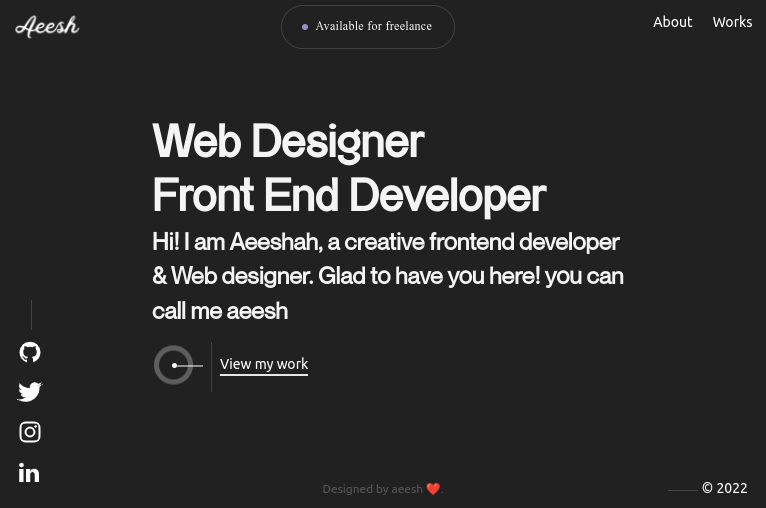 Aeesh
Available for freelance
About
Works
Web Designer
Front End Developer
Hi! I am Aeeshah, a creative frontend developer
& Web designer. Glad to have you here! you can
call me aeesh
View my work
Designed by aeesh ❤️.
© 2022